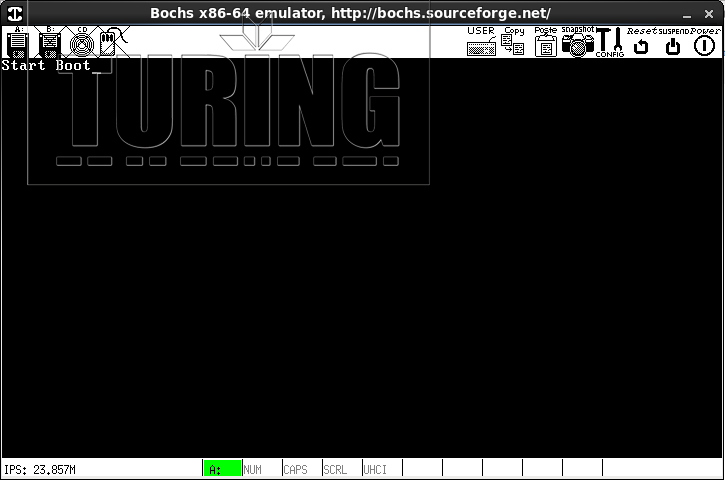 Bochs x86-64 emulator, http://bochs.sourceforge.net/
A: B: CD USER Copy Paste snapshot CONFIG Reset SUSPEND Power
Start Boot_
TURING
IPS: 23.857M A: NUM CAPS SCRL UHCI